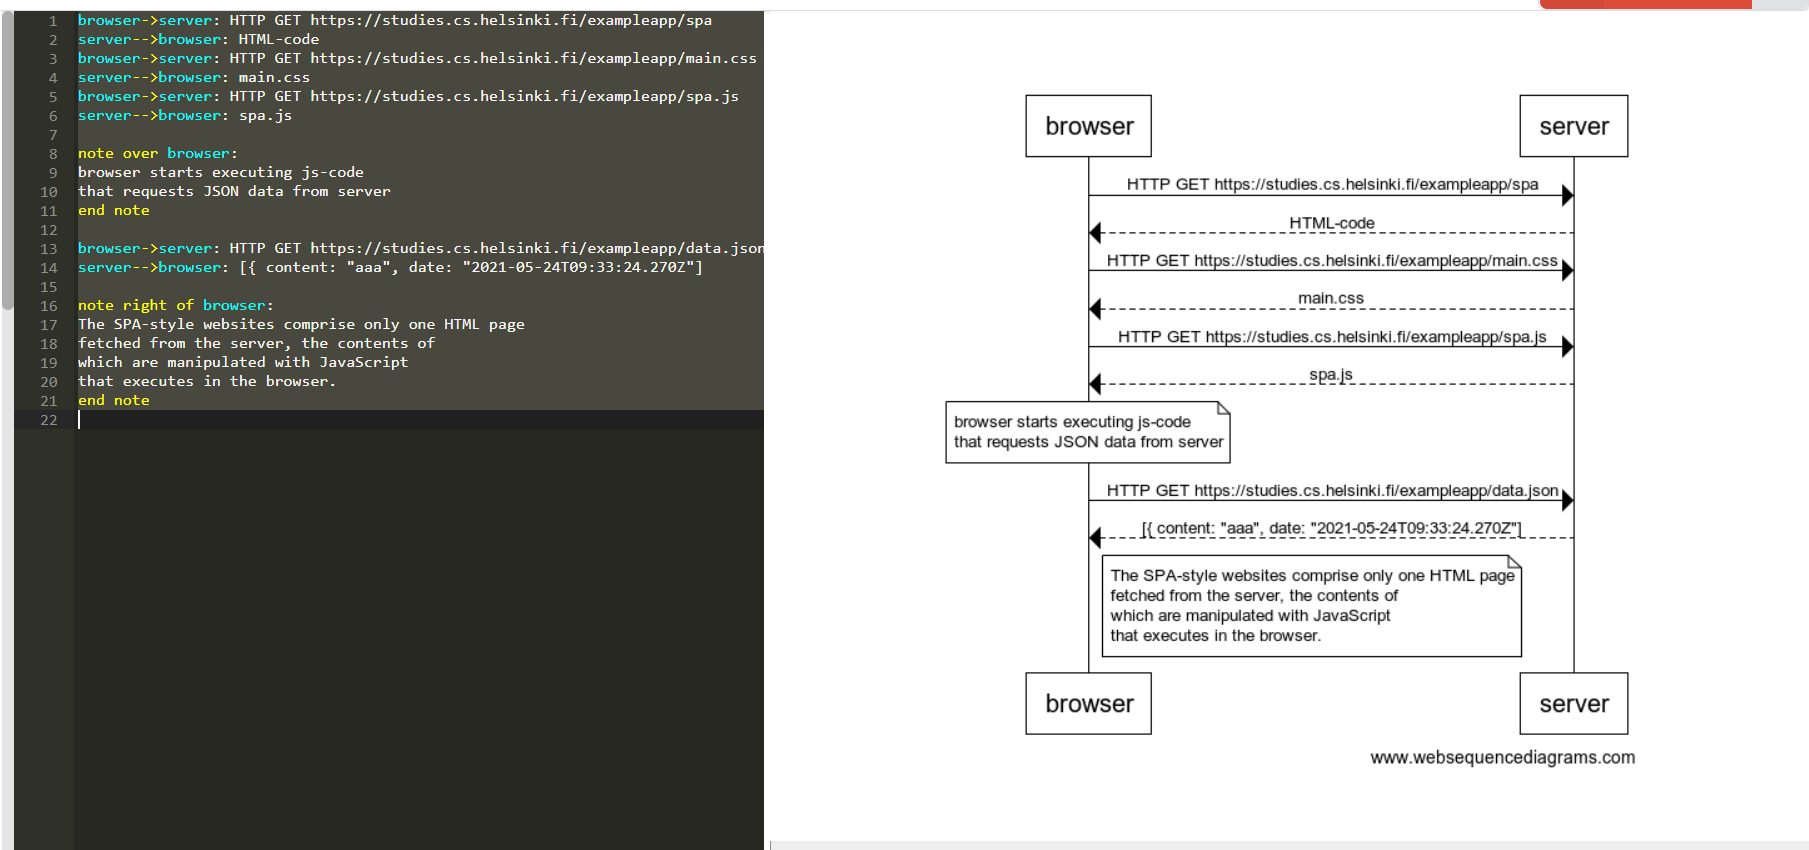 1 browser->server: HTTP GET https://studies.cs.helsinki.fi/exampleapp/spa
2 server-->browser: HTML-code
3 browser->server: HTTP GET https://studies.cs.helsinki.fi/exampleapp/main.css
4 server-->browser: main.css
5 browser->server: HTTP GET https://studies.cs.helsinki.fi/exampleapp/spa.js
6 server-->browser: spa.js
7
8 note over browser:
9 browser starts executing js-code
10 that requests JSON data from server
11 end note
12
13 browser->server: HTTP GET https://studies.cs.helsinki.fi/exampleapp/data.json
14 server-->browser: [{ content: "aaa", date: "2021-05-24T09:33:24.270Z"]
15
16 note right of browser:
17 The SPA-style websites comprise only one HTML page
18 fetched from the server, the contents of
19 which are manipulated with JavaScript
20 that executes in the browser.
21 end note
22
browser server
HTTP GET https://studies.cs.helsinki.fi/exampleapp/spa
HTML-code
HTTP GET https://studies.cs.helsinki.fi/exampleapp/main.css
main.css
HTTP GET https://studies.cs.helsinki.fi/exampleapp/spa.js
spa.js
browser starts executing js-code
that requests JSON data from server
HTTP GET https://studies.cs.helsinki.fi/exampleapp/data.json
[{ content: "aaa", date: "2021-05-24T09:33:24.270Z"]
The SPA-style websites comprise only one HTML page
fetched from the server, the contents of
which are manipulated with JavaScript
that executes in the browser.
browser server
www.websequencediagrams.com